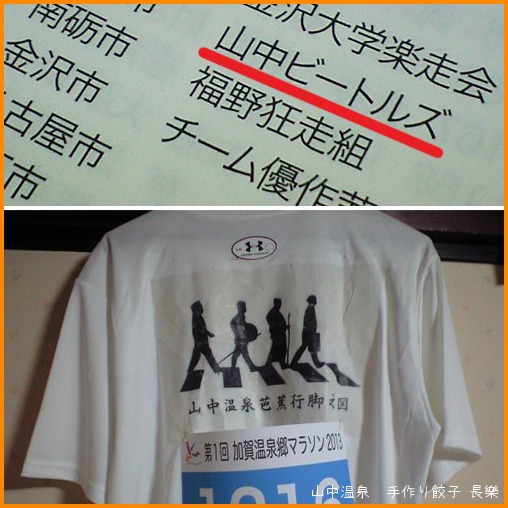 南砺市
金沢大学楽走会
金沢市
山中ビートルズ
古屋市
福野狂走組
市
チーム優作
山中温泉芭蕉行脚之図
第1回 加賀温泉郷マラソン2013
山中温泉 手作り餃子 長樂